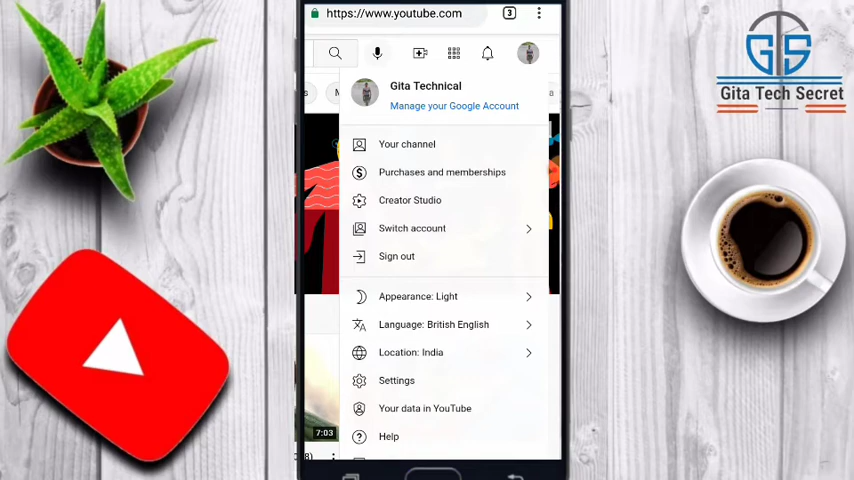 https://www.youtube.com
3
GS
Gita Tech Secret
Gita Technical
Manage your Google Account
Your channel
Purchases and memberships
Creator Studio
Switch account
Sign out
Appearance: Light
Language: British English
Location: India
Settings
Your data in YouTube
7:03
Help